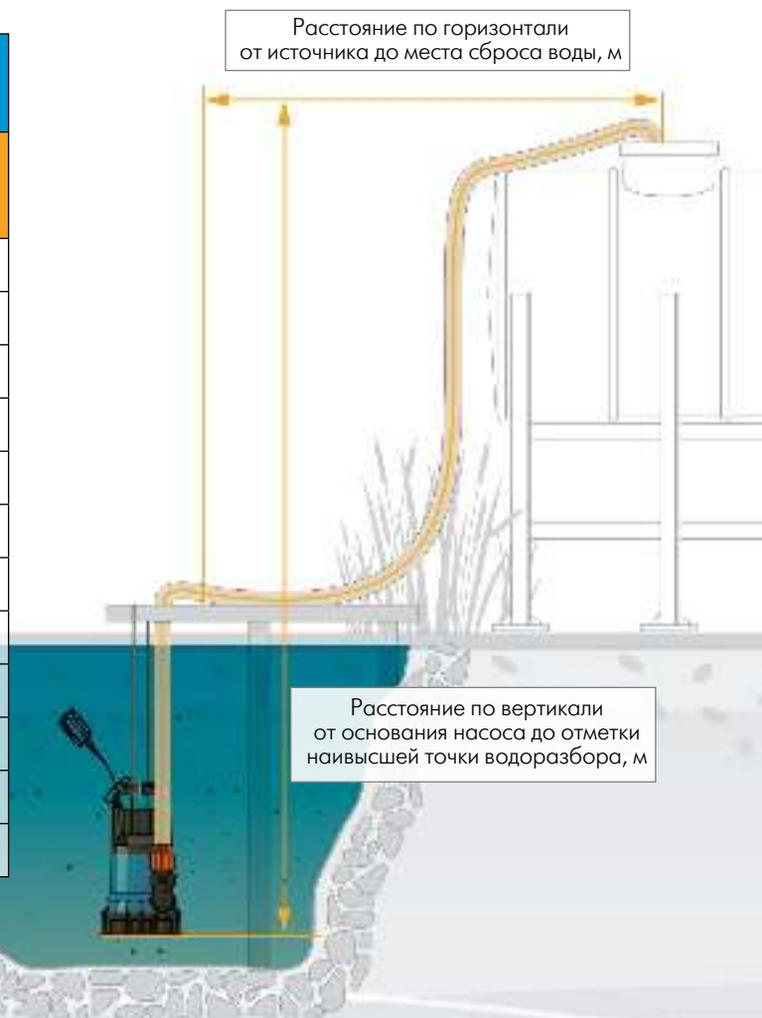 Расстояние по горизонтали
от источника до места сброса воды, м
Расстояние по вертикали
от основания насоса до отметки
наивысшей точки водоразбора, м